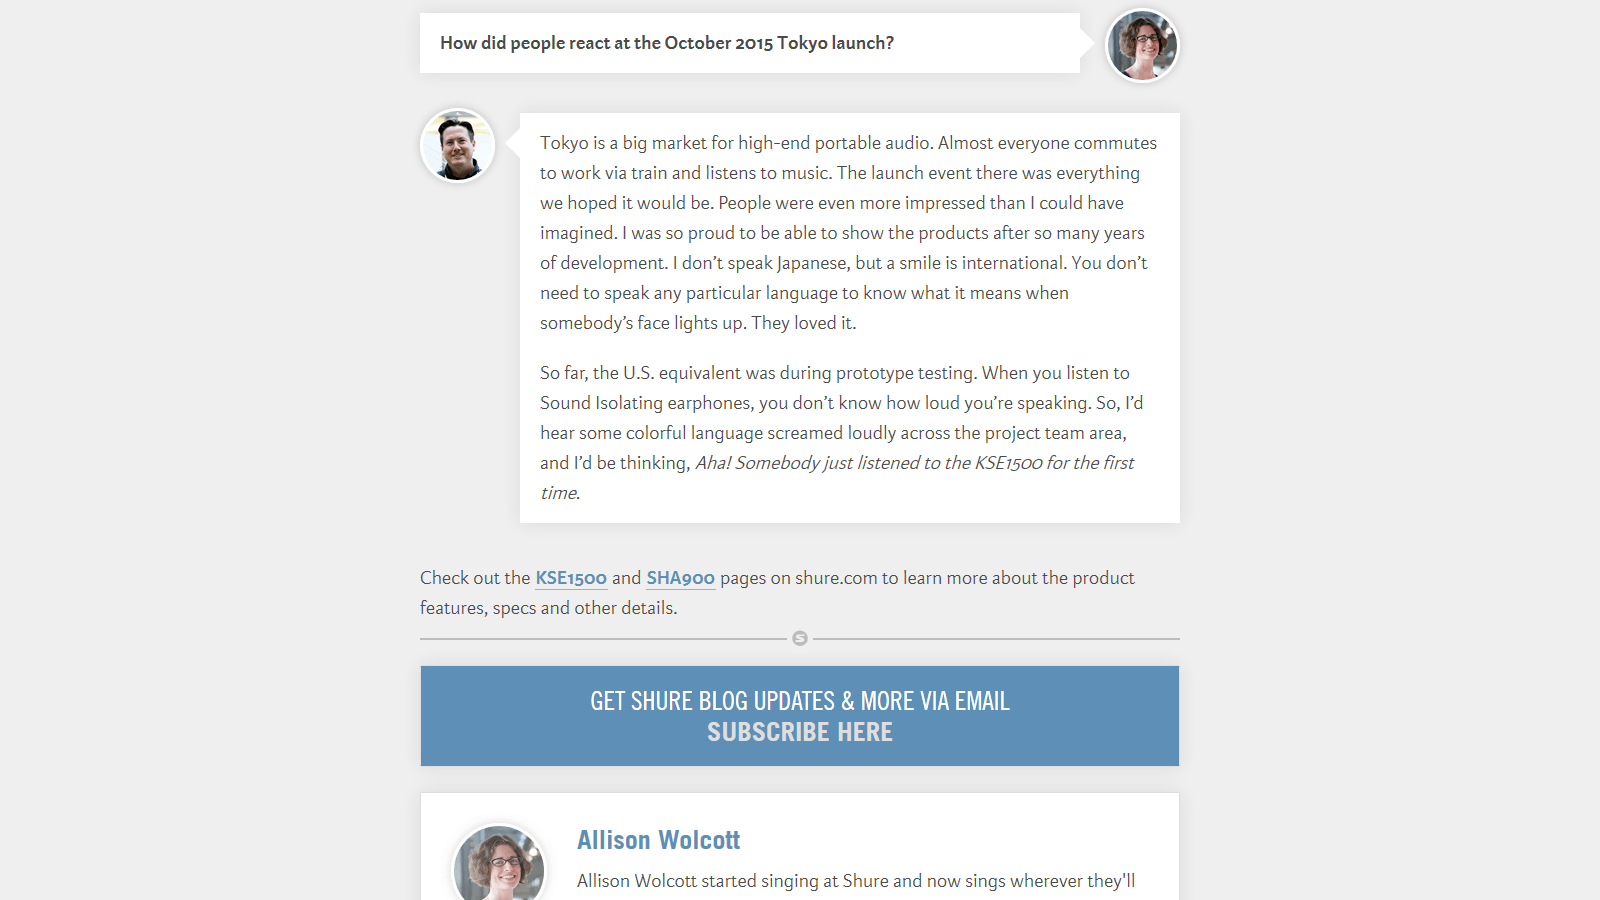 How did people react at the October 2015 Tokyo launch?
Tokyo is a big market for high-end portable audio. Almost everyone commutes
to work via train and listens to music. The launch event there was everything
we hoped it would be. People were even more impressed than I could have
imagined. I was so proud to be able to show the products after so many years
of development. I don’t speak Japanese, but a smile is international. You don’t
need to speak any particular language to know what it means when
somebody’s face lights up. They loved it.
So far, the U.S. equivalent was during prototype testing. When you listen to
Sound Isolating earphones, you don’t know how loud you’re speaking. So, I’d
hear some colorful language screamed loudly across the project team area,
and I’d be thinking, Aha! Somebody just listened to the KSE1500 for the first
time.
Check out the KSE1500 and SHA900 pages on shure.com to learn more about the product
features, specs and other details.
GET SHURE BLOG UPDATES & MORE VIA EMAIL
SUBSCRIBE HERE
Allison Wolcott
Allison Wolcott started singing at Shure and now sings wherever they'll